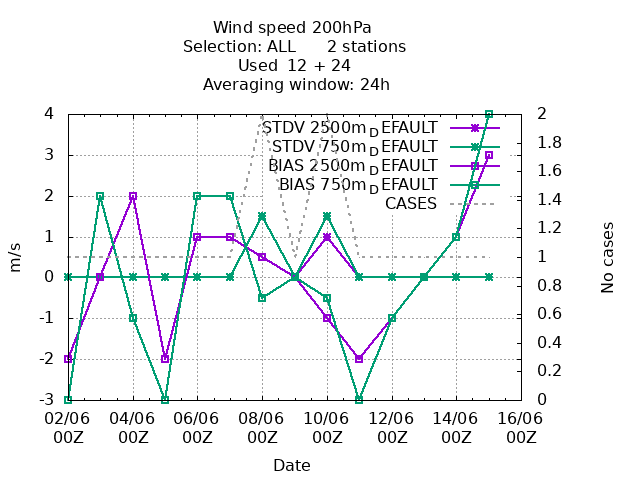 Wind speed 200hPa
Selection: ALL 2 stations
Used 12 + 24
Averaging window: 24h
STDV 2500m_DEFAULT
STDV 750m_DEFAULT
BIAS 2500m_DEFAULT
BIAS 750m_DEFAULT
CASES
4
3
2
1
0
-1
-2
-3
m/s
2
1.8
1.6
1.4
1.2
1
0.8
0.6
0.4
0.2
0
No cases
02/06 04/06 06/06 08/06 10/06 12/06 14/06 16/06
00Z 00Z 00Z 00Z 00Z 00Z 00Z 00Z
Date